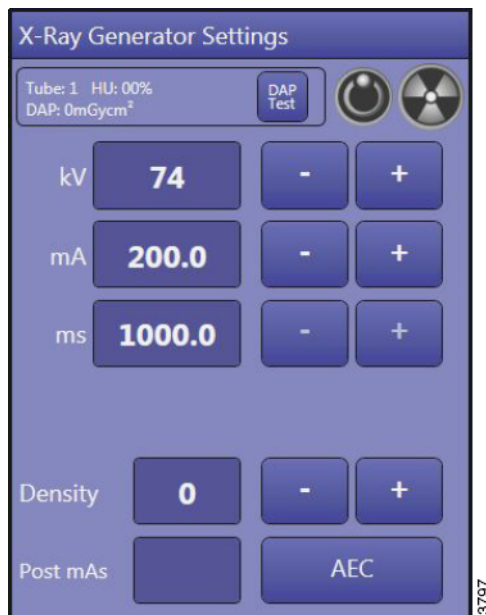 X-Ray Generator Settings
Tube: 1 HU: 00%
DAP: 0mGycm²
DAP
Test
kV 74 - +
mA 200.0 - +
ms 1000.0 - +
Density 0 - +
Post mAs AEC
3797